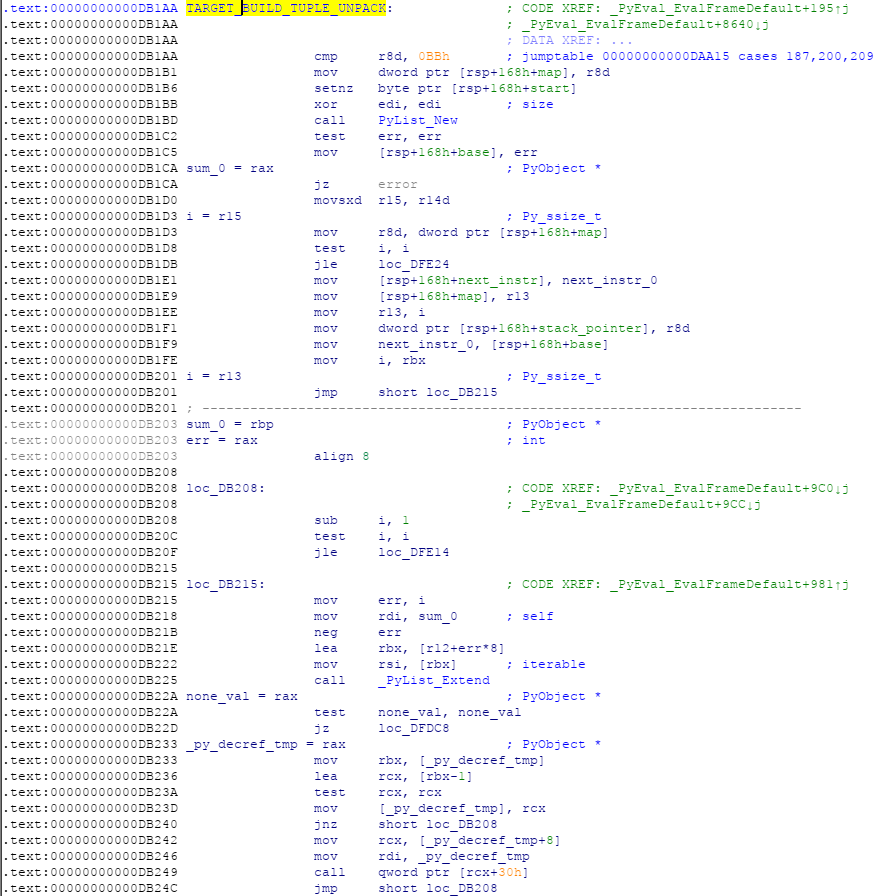 .text:00000000000DB1AA TARGET_BUILD_TUPLE_UNPACK: ; CODE XREF: _PyEval_EvalFrameDefault+195↑j
.text:00000000000DB1AA ; _PyEval_EvalFrameDefault+8640↓j
.text:00000000000DB1AA ; DATA XREF: ...
.text:00000000000DB1AA cmp r8d, 0BBh ; jumptable 00000000000DAA15 cases 187,200,209
.text:00000000000DB1B1 mov dword ptr [rsp+168h+map], r8d
.text:00000000000DB1B6 setnz byte ptr [rsp+168h+start]
.text:00000000000DB1BB xor edi, edi ; size
.text:00000000000DB1BD call PyList_New
.text:00000000000DB1C2 test err, err
.text:00000000000DB1C5 mov [rsp+168h+base], err
.text:00000000000DB1CA sum_0 = rax ; PyObject *
.text:00000000000DB1CA jz error
.text:00000000000DB1D0 movsxd r15, r14d
.text:00000000000DB1D3 i = r15 ; Py_ssize_t
.text:00000000000DB1D3 mov r8d, dword ptr [rsp+168h+map]
.text:00000000000DB1D8 test i, i
.text:00000000000DB1DB jle loc_DFE24
.text:00000000000DB1E1 mov [rsp+168h+next_instr], next_instr_0
.text:00000000000DB1E9 mov [rsp+168h+map], r13
.text:00000000000DB1EE mov r13, i
.text:00000000000DB1F1 mov dword ptr [rsp+168h+stack_pointer], r8d
.text:00000000000DB1F9 mov next_instr_0, [rsp+168h+base]
.text:00000000000DB1FE mov i, rbx
.text:00000000000DB201 i = r13 ; Py_ssize_t
.text:00000000000DB201 jmp short loc_DB215
.text:00000000000DB201 ; ---------------------------------------------------------------------------
.text:00000000000DB203 sum_0 = rbp ; PyObject *
.text:00000000000DB203 err = rax ; int
.text:00000000000DB203 align 8
.text:00000000000DB208
.text:00000000000DB208 loc_DB208: ; CODE XREF: _PyEval_EvalFrameDefault+9C0↓j
.text:00000000000DB208 ; _PyEval_EvalFrameDefault+9CC↓j
.text:00000000000DB208 sub i, 1
.text:00000000000DB20C test i, i
.text:00000000000DB20F jle loc_DFE14
.text:00000000000DB215
.text:00000000000DB215 loc_DB215: ; CODE XREF: _PyEval_EvalFrameDefault+981↑j
.text:00000000000DB215 mov err, i
.text:00000000000DB218 mov rdi, sum_0 ; self
.text:00000000000DB21B neg err
.text:00000000000DB21E lea rbx, [r12+err*8]
.text:00000000000DB222 mov rsi, [rbx] ; iterable
.text:00000000000DB225 call _PyList_Extend
.text:00000000000DB22A none_val = rax ; PyObject *
.text:00000000000DB22A test none_val, none_val
.text:00000000000DB22D jz loc_DFDC8
.text:00000000000DB233 _py_decref_tmp = rax ; PyObject *
.text:00000000000DB233 mov rbx, [_py_decref_tmp]
.text:00000000000DB236 lea rcx, [rbx-1]
.text:00000000000DB23A test rcx, rcx
.text:00000000000DB23D mov [_py_decref_tmp], rcx
.text:00000000000DB240 jnz short loc_DB208
.text:00000000000DB242 mov rcx, [_py_decref_tmp+8]
.text:00000000000DB246 mov rdi, _py_decref_tmp
.text:00000000000DB249 call qword ptr [rcx+30h]
.text:00000000000DB24C jmp short loc_DB208